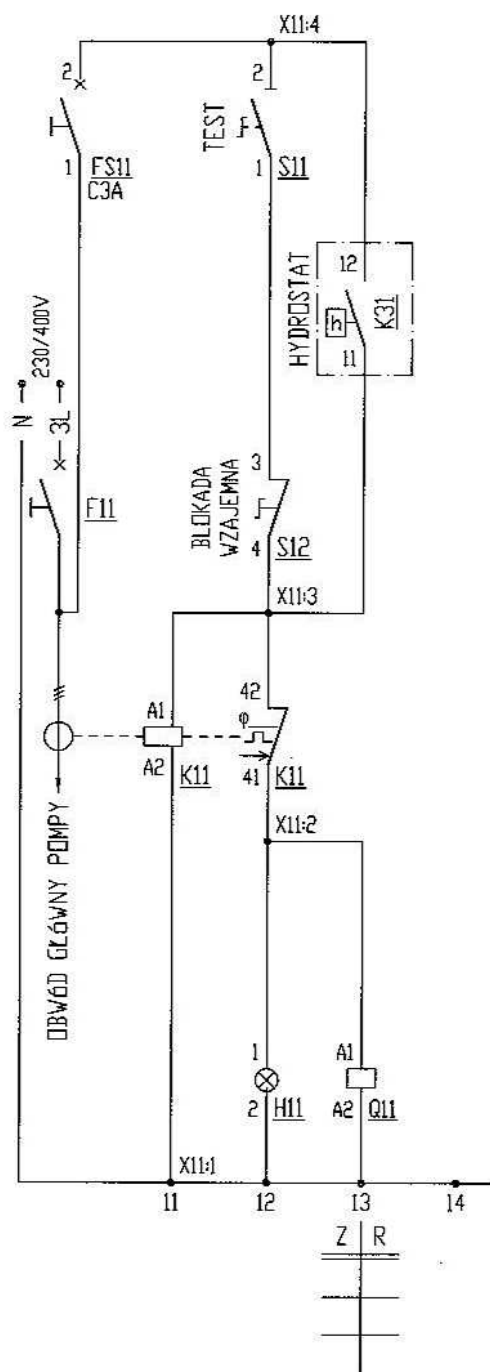 X11:4
2
1
FS11
C3A
2
TEST
1
S11
HYDROSTAT
12
h
11
K31
230/400V
N
3L
F11
BLOKADA
WZAJEMNA
3
4
S12
X11:3
A1
A2
K11
42
φ
41
K11
X11:2
OBWÓD GŁÓWNY POMPY
1
2
H11
A1
A2
Q11
X11:1
11
12
13
14
Z
R